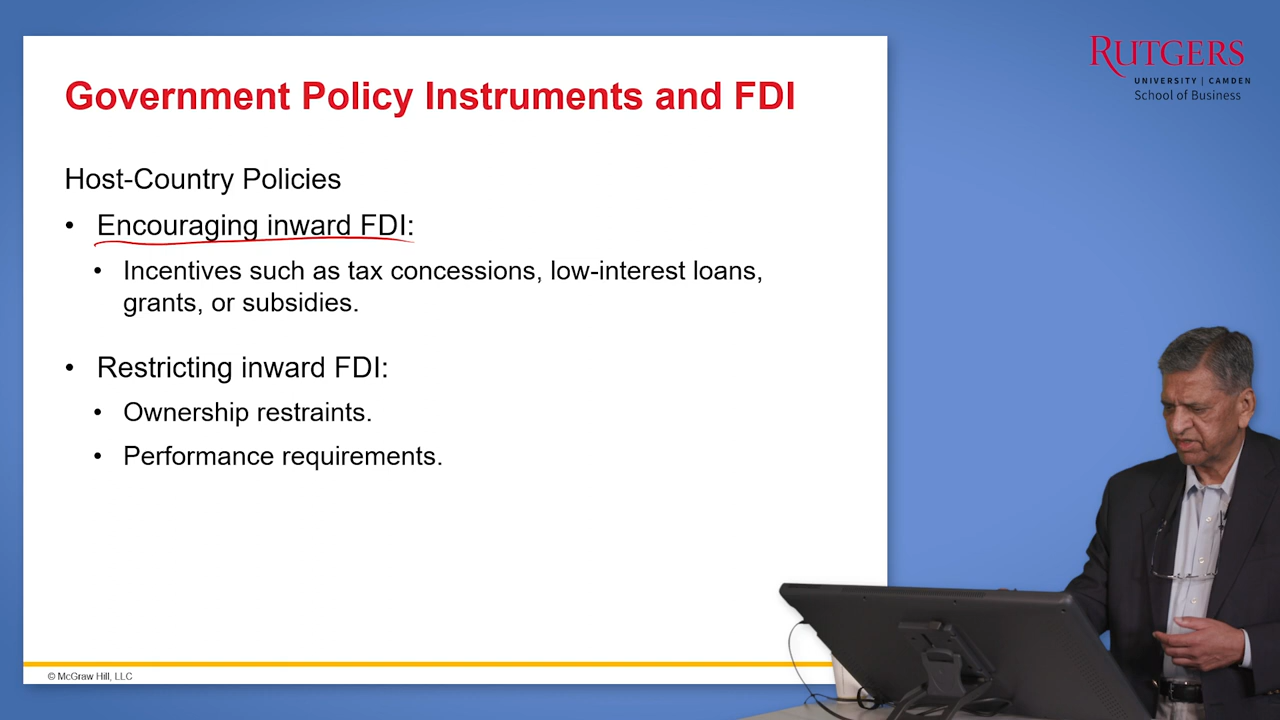 Government Policy Instruments and FDI
Host-Country Policies
• Encouraging inward FDI:
• Incentives such as tax concessions, low-interest loans,
grants, or subsidies.
• Restricting inward FDI:
• Ownership restraints.
• Performance requirements.
© McGraw Hill, LLC
RUTGERS
UNIVERSITY | CAMDEN
School of Business